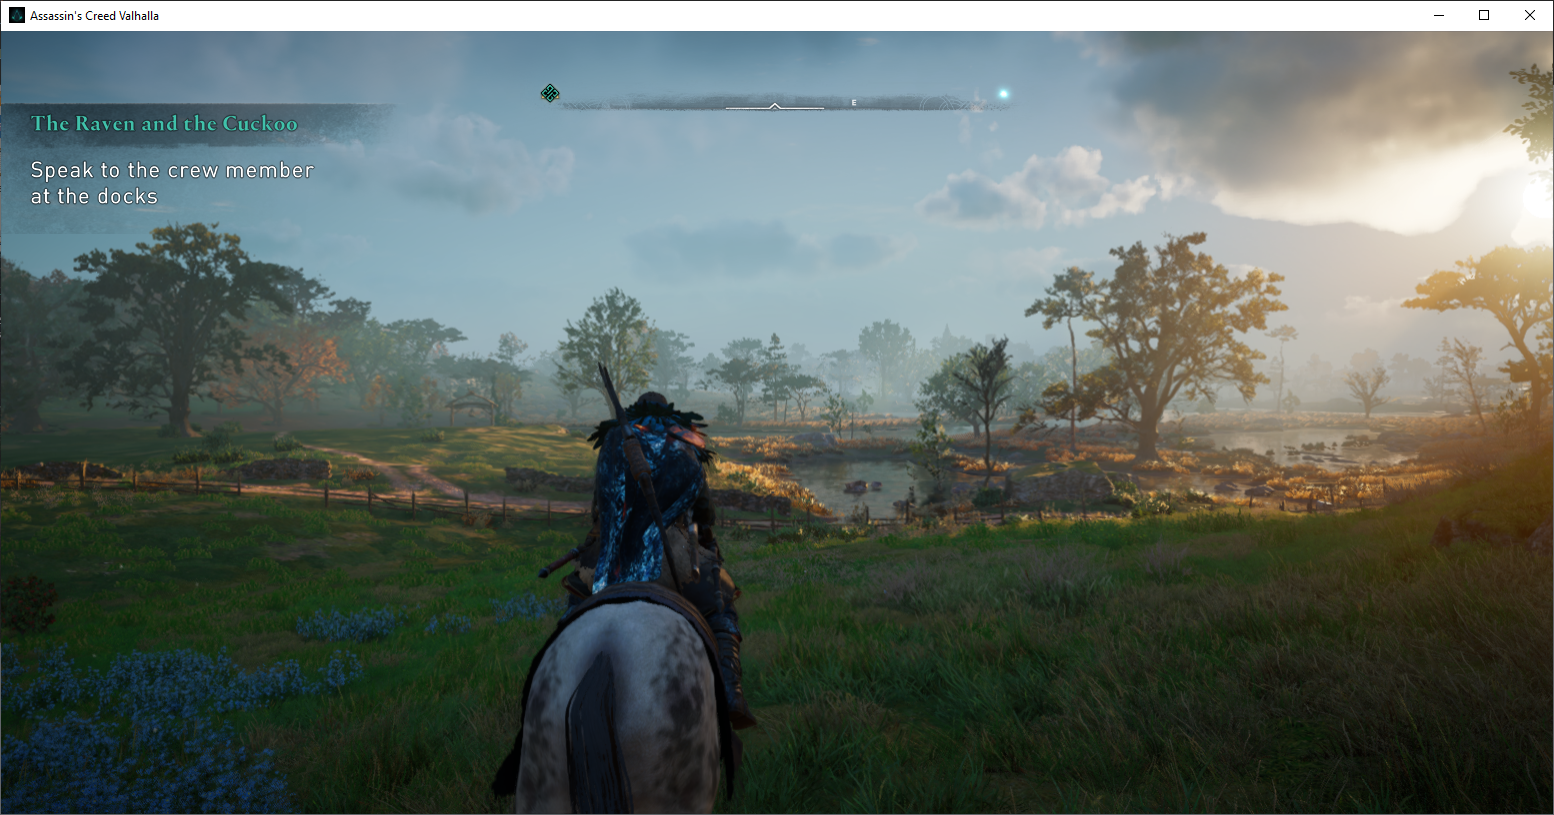 Assassin's Creed Valhalla
E
The Raven and the Cuckoo
Speak to the crew member
at the docks